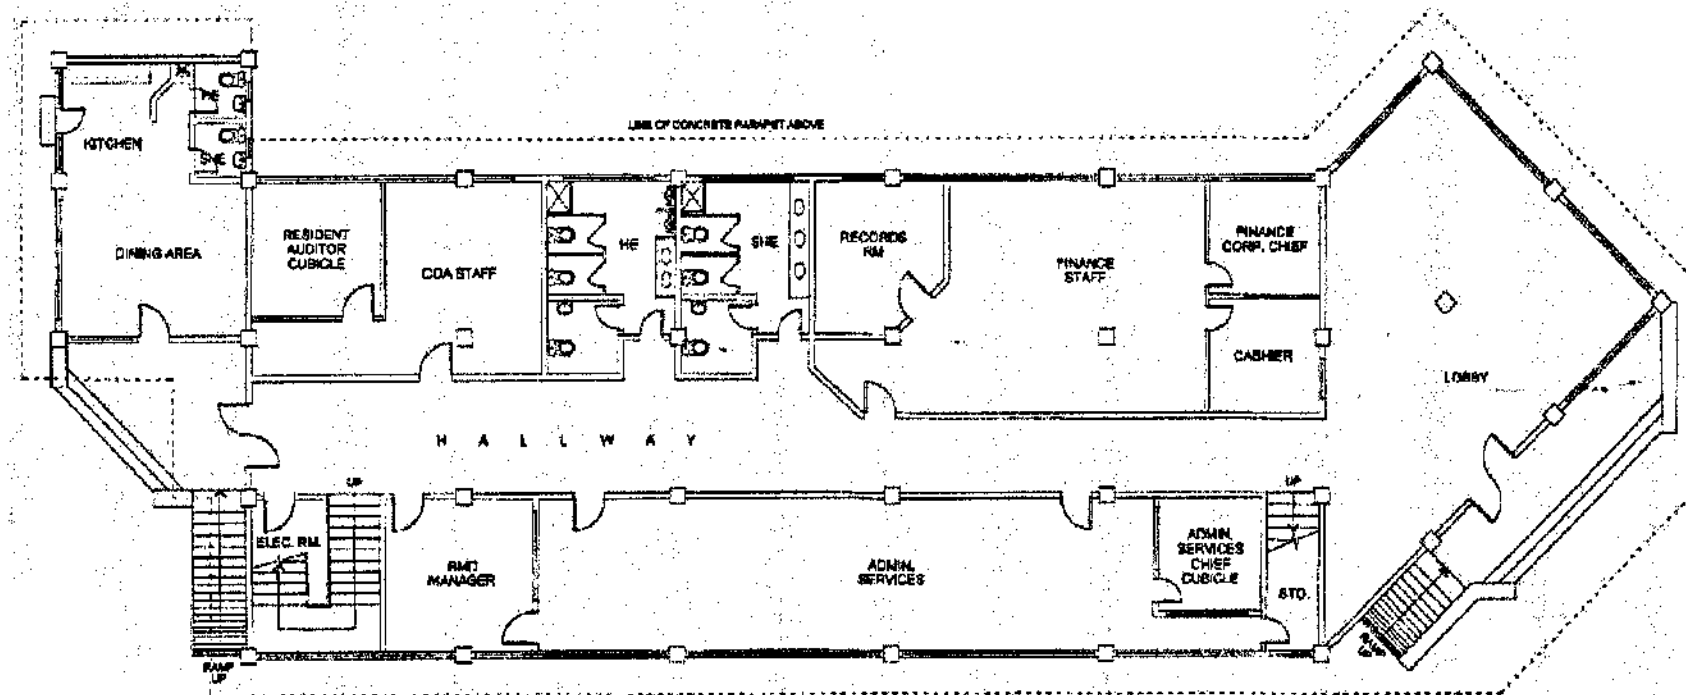 LINE OF CONCRETE PARAPET ABOVE
HE
KITCHEN
SHE
DINING AREA
RESIDENT
AUDITOR
CUBICLE
COA STAFF
HE
SHE
RECORDS
RM
FINANCE
STAFF
FINANCE
CORP. CHIEF
CASHIER
LOBBY
HALLWAY
UP
UP
ELEC. RM.
RMD
MANAGER
ADMIN.
SERVICES
ADMIN.
SERVICES
CHIEF
CUBICLE
STO.
RAMP
UP